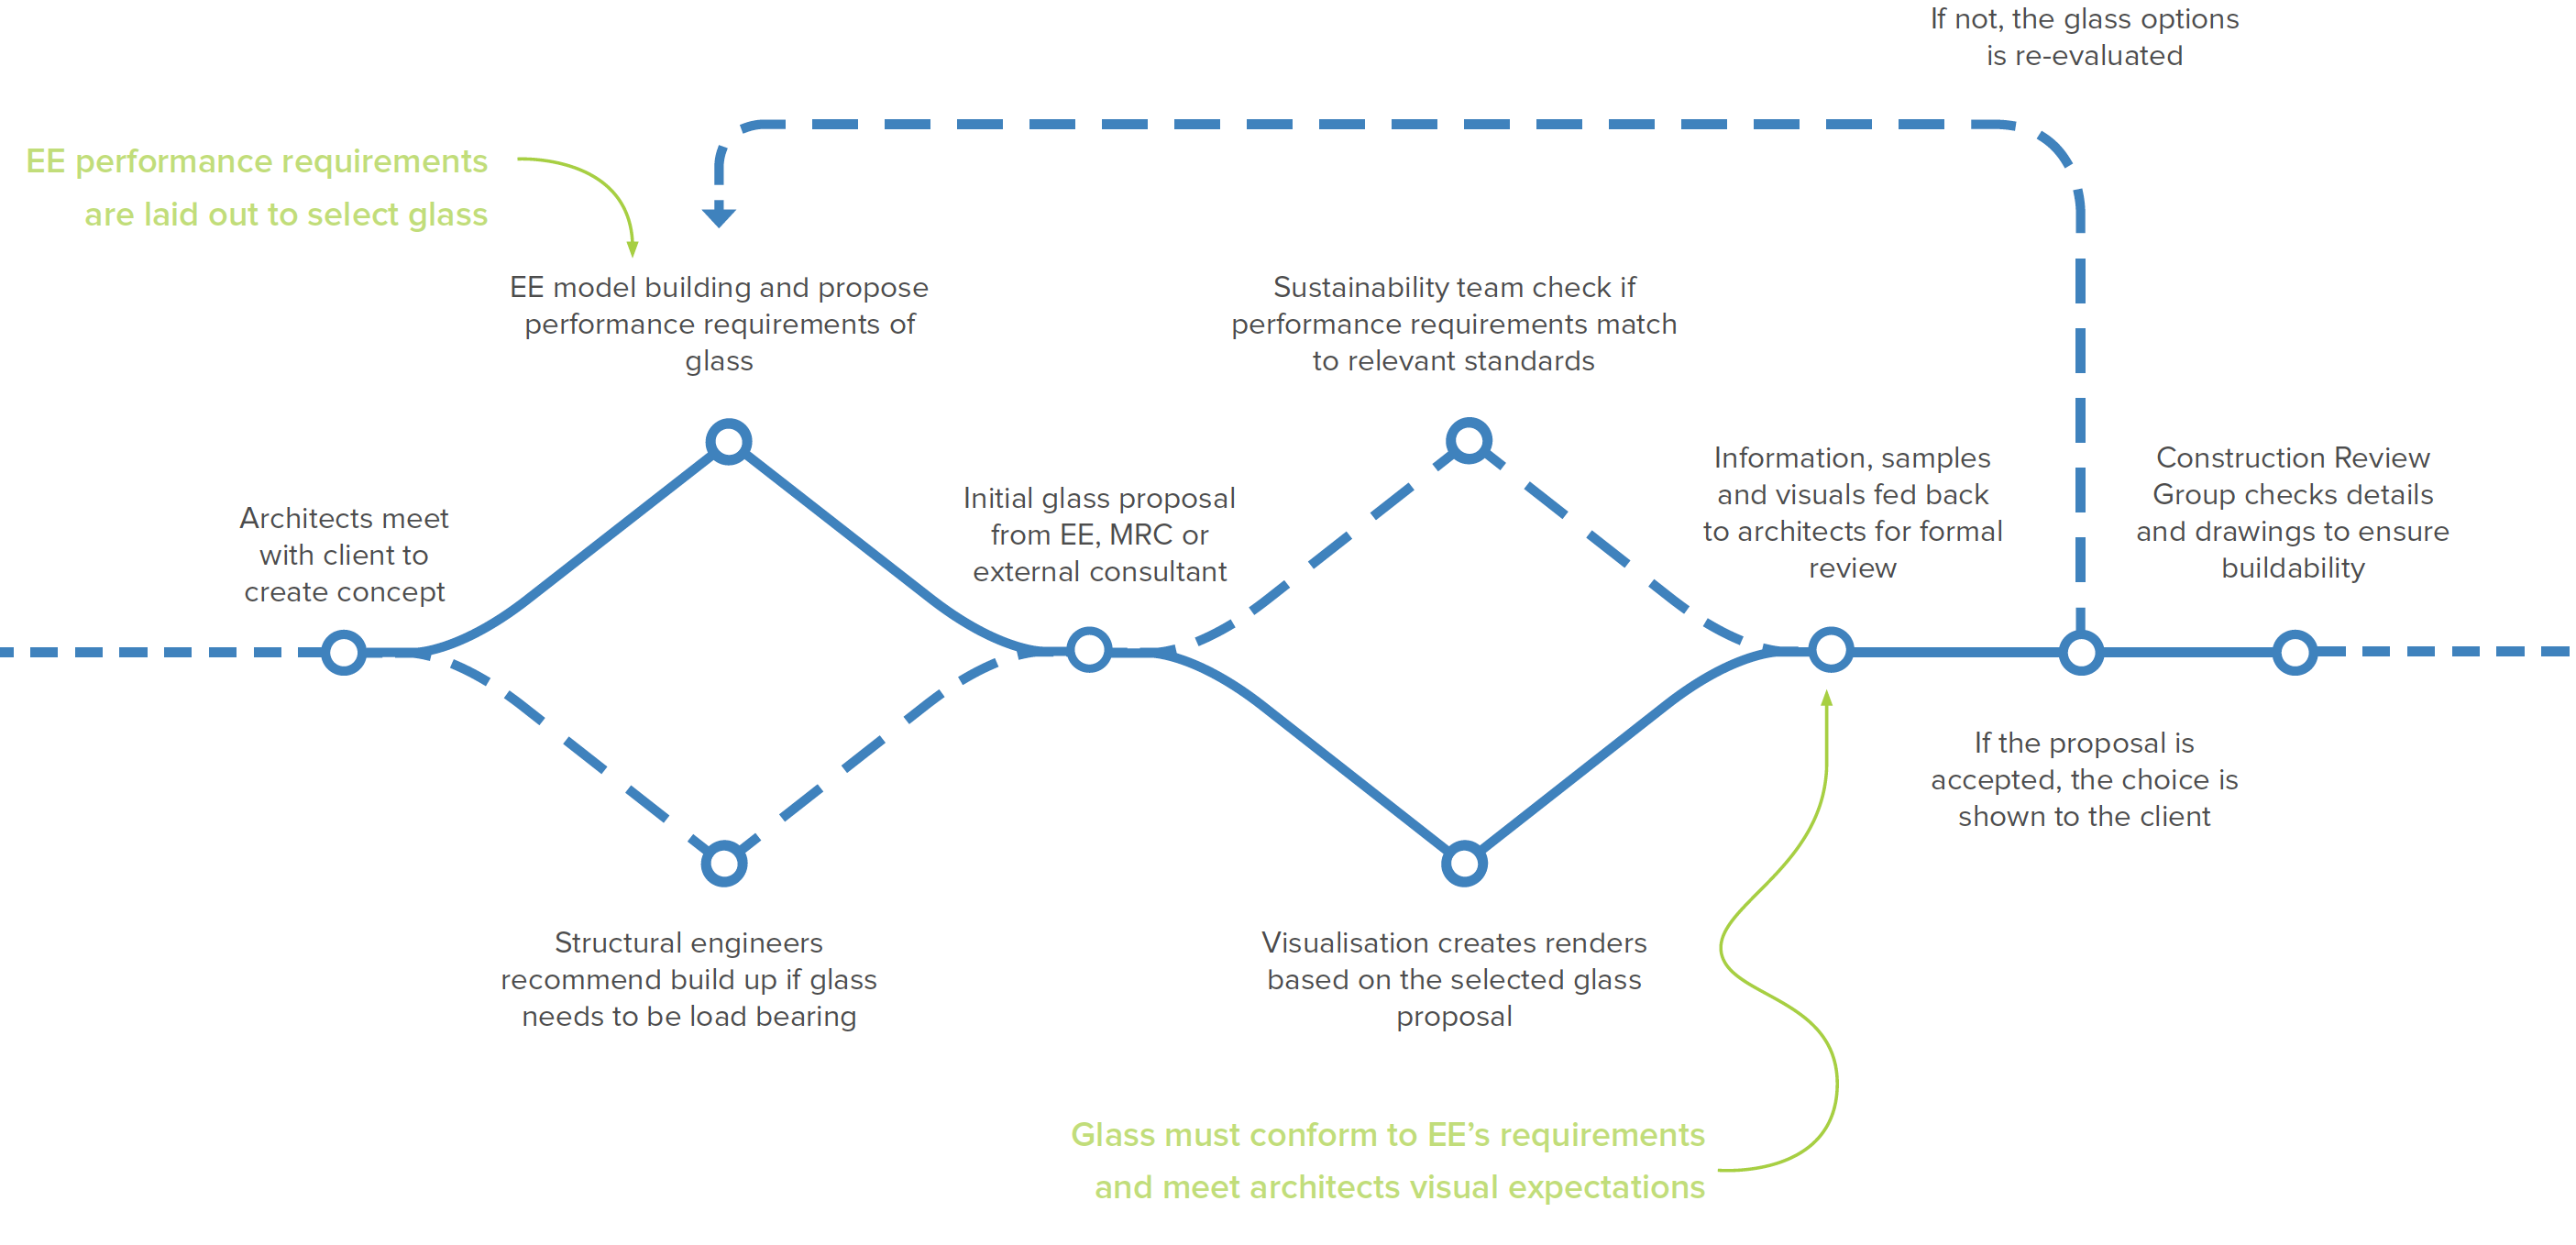 If not, the glass options
is re-evaluated
EE performance requirements
are laid out to select glass
EE model building and propose
performance requirements of
glass
Sustainability team check if
performance requirements match
to relevant standards
Architects meet
with client to
create concept
Initial glass proposal
from EE, MRC or
external consultant
Information, samples
and visuals fed back
to architects for formal
review
Construction Review
Group checks details
and drawings to ensure
buildability
If the proposal is
accepted, the choice is
shown to the client
Structural engineers
recommend build up if glass
needs to be load bearing
Visualisation creates renders
based on the selected glass
proposal
Glass must conform to EE’s requirements
and meet architects visual expectations